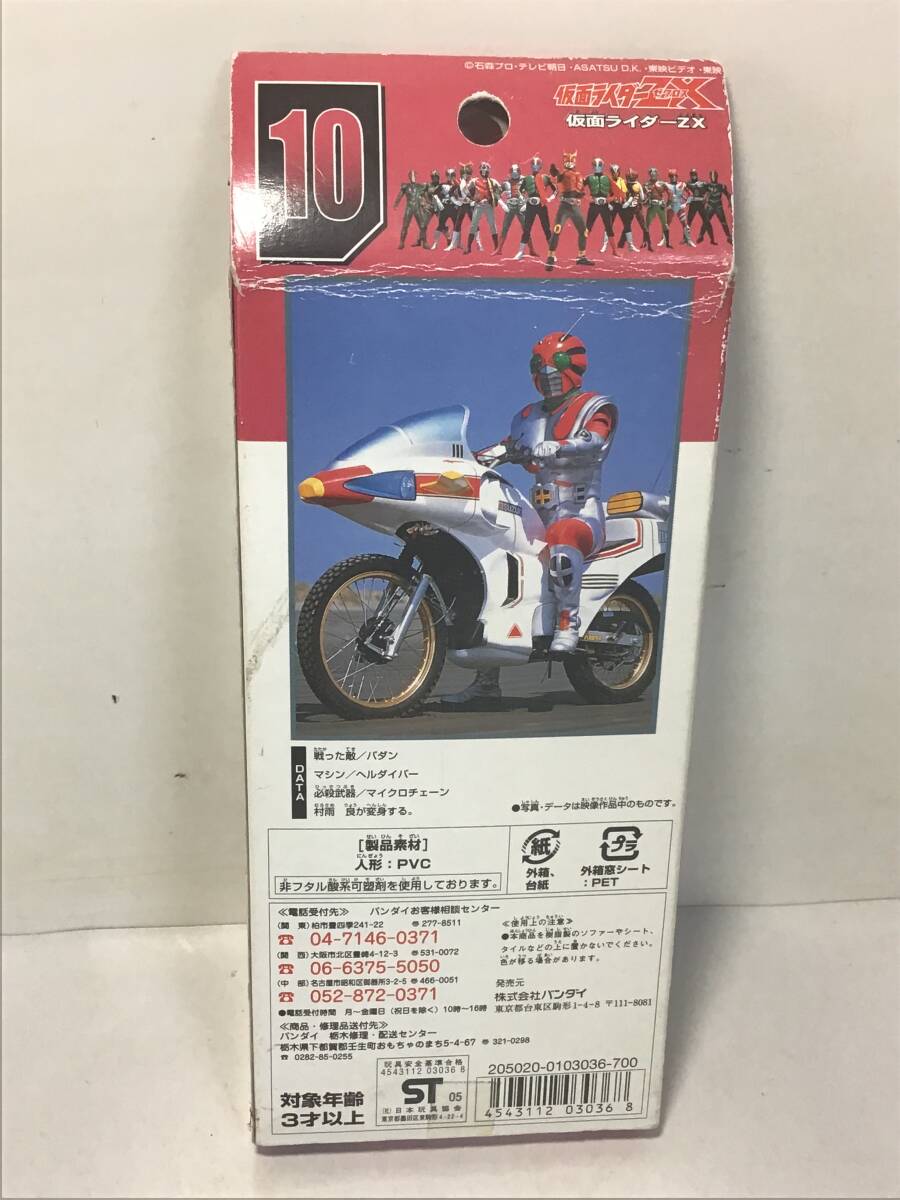 ©石森プロ・テレビ朝日・ASATSU D.K.・東映ビデオ・東映
10
仮面ライダーZX
ゼクロス
仮面ライダーZX
SUZUKI
DATA
戦った敵/バダン
マシン/ヘルダイバー
必殺武器/マイクロチェーン
村雨 良が変身する。
●写真・データは映像作品中のものです。
[製品素材]
人形：PVC
非フタル酸系可塑剤を使用しております。
紙
外箱、
台紙
プラ
外箱窓シート
：PET
≪電話受付先≫ バンダイお客様相談センター
(関 東)柏市豊四季241-22 〠277-8511
☎ 04-7146-0371
(関 西)大阪市北区豊崎4-12-3 〠531-0072
☎ 06-6375-5050
(中 部)名古屋市昭和区御器所3-2-5 〠466-0051
☎ 052-872-0371
●電話受付時間 月〜金曜日(祝日を除く)10時〜16時
≪商品・修理品送付先≫
バンダイ 栃木修理・配送センター
栃木県下都賀郡壬生町おもちゃのまち5-4-67 〠321-0298
☎ 0282-85-0255
≪使用上の注意≫
●本商品を樹脂製のソファーやシート、
タイルなどの上に置かないでください。
色が移る場合があります。
発売元
株式会社バンダイ
東京都台東区駒形1-4-8 〒111-8081
対象年齢
3才以上
玩具安全基準合格
4543112 03036 8
ST 05
(社)日本玩具協会
東京都墨田区東駒形4-22-4
205020-0103036-700
4543112 030368